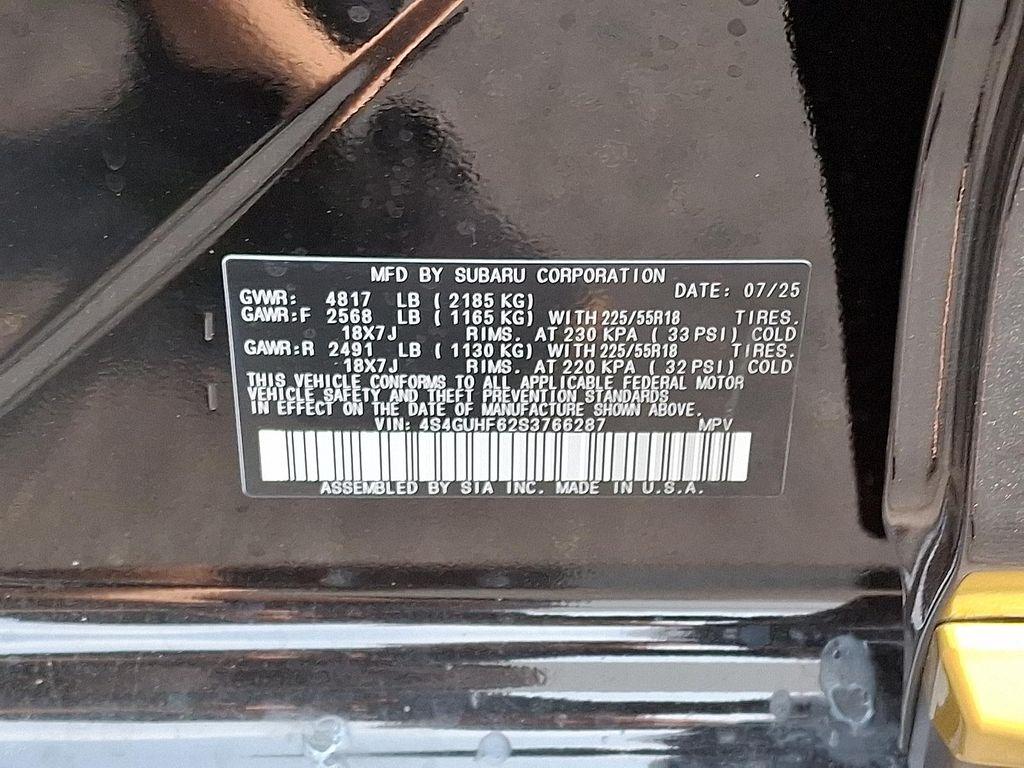 MFD BY SUBARU CORPORATION
DATE: 07/25
GVWR: 4817 LB ( 2185 KG)
GAWR:F 2568 LB ( 1165 KG) WITH 225/55R18 TIRES.
18X7J RIMS. AT 230 KPA ( 33 PSI) COLD
GAWR:R 2491 LB ( 1130 KG) WITH 225/55R18 TIRES.
18X7J RIMS. AT 220 KPA ( 32 PSI) COLD
THIS VEHICLE CONFORMS TO ALL APPLICABLE FEDERAL MOTOR
VEHICLE SAFETY AND THEFT PREVENTION STANDARDS
IN EFFECT ON THE DATE OF MANUFACTURE SHOWN ABOVE.
VIN: 4S4GUHF62S3766287 MPV
ASSEMBLED BY SIA INC. MADE IN U.S.A.